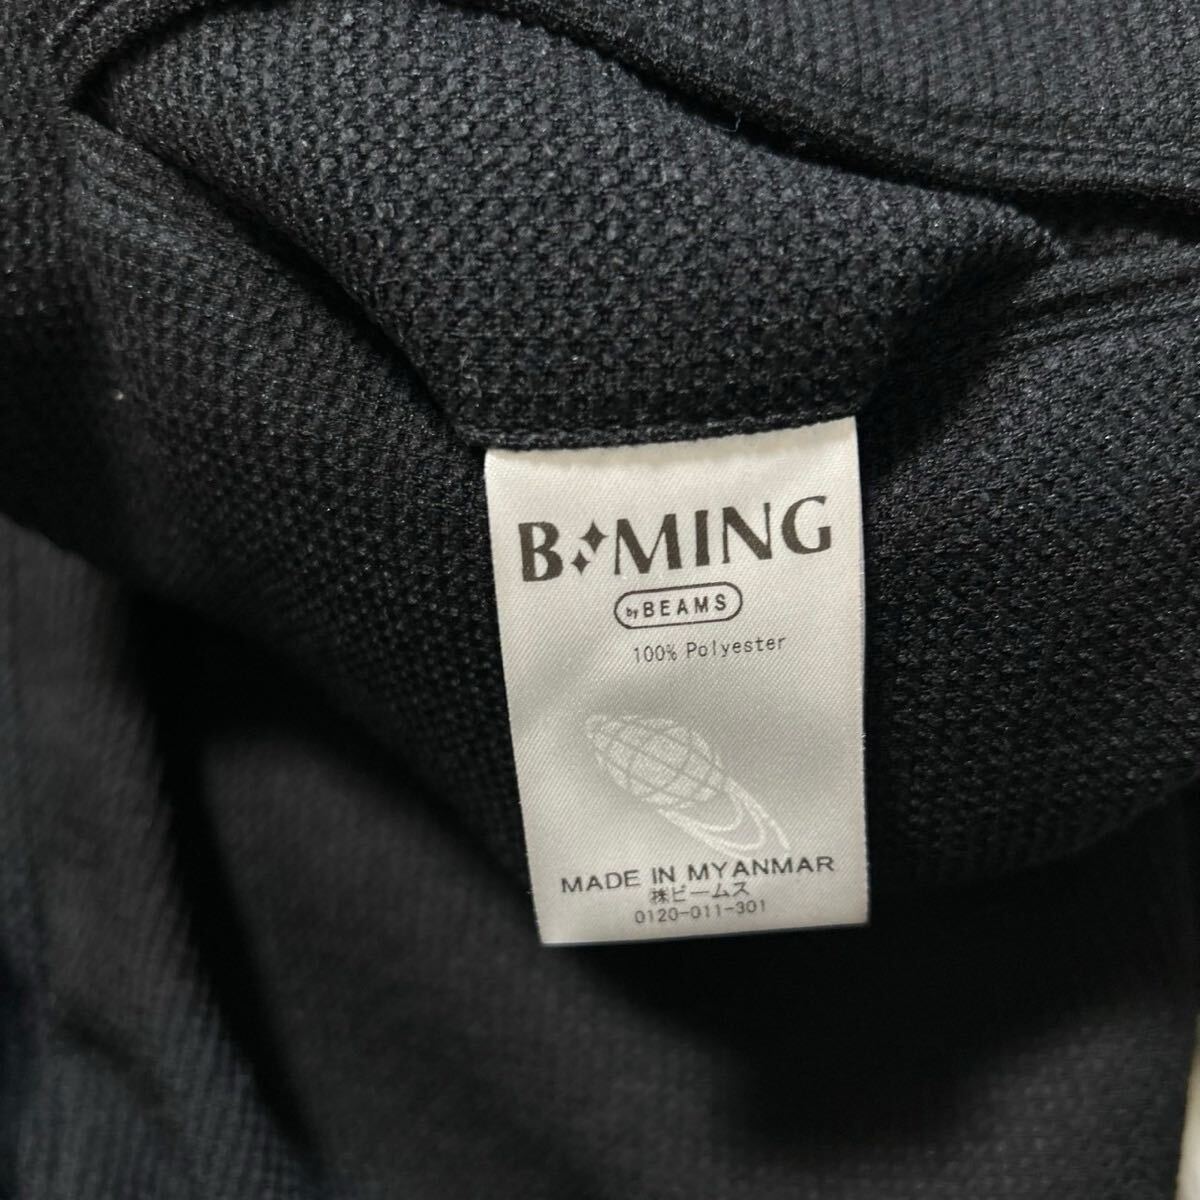 B:MING
by BEAMS
100% Polyester
MADE IN MYANMAR
㈱ビームス
0120-011-301